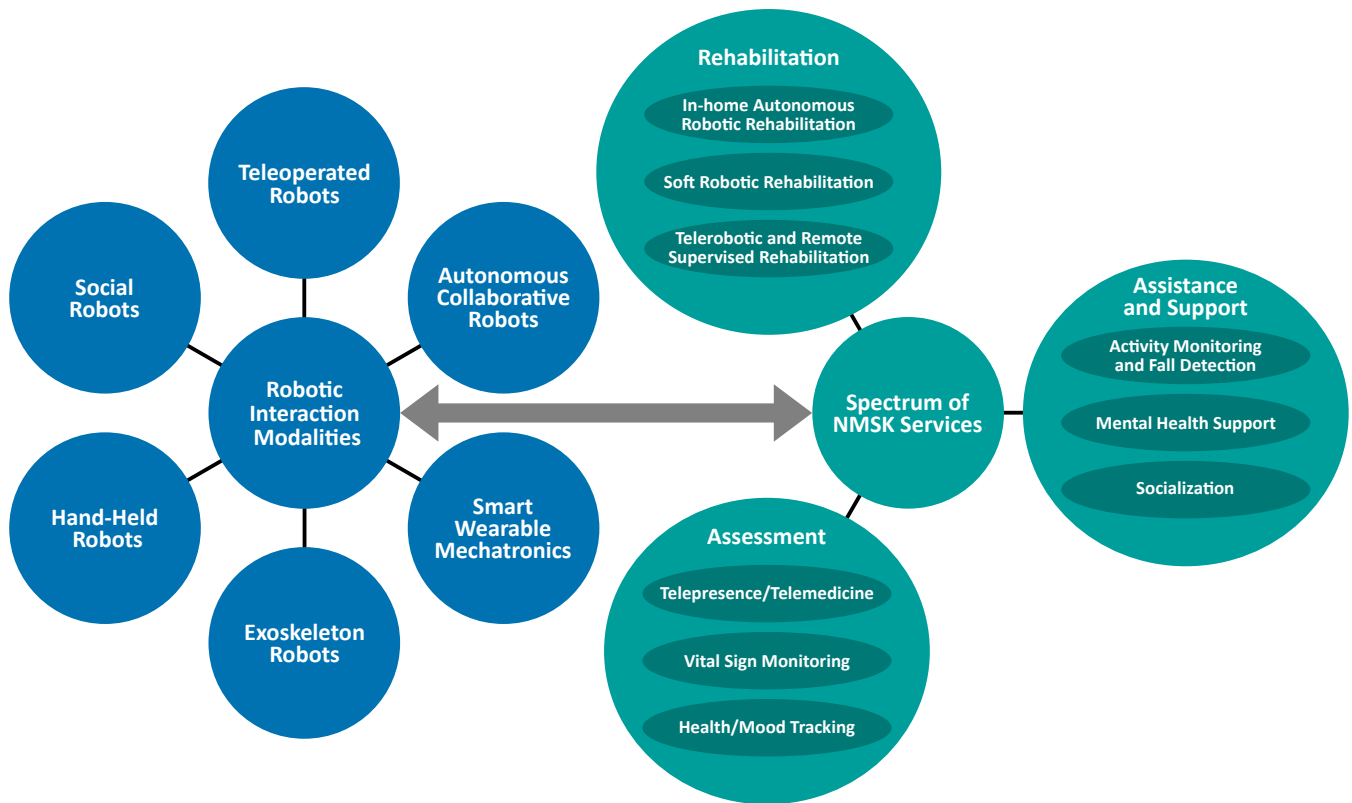 Teleoperated
Robots
Social
Robots
Autonomous
Collaborative
Robots
Robotic
Interaction
Modalities
Hand-Held
Robots
Smart
Wearable
Mechatronics
Exoskeleton
Robots
Rehabilitation
In-home Autonomous
Robotic Rehabilitation
Soft Robotic Rehabilitation
Telerobotic and Remote
Supervised Rehabilitation
Spectrum of
NMSK Services
Assistance
and Support
Activity Monitoring
and Fall Detection
Mental Health Support
Socialization
Assessment
Telepresence/Telemedicine
Vital Sign Monitoring
Health/Mood Tracking